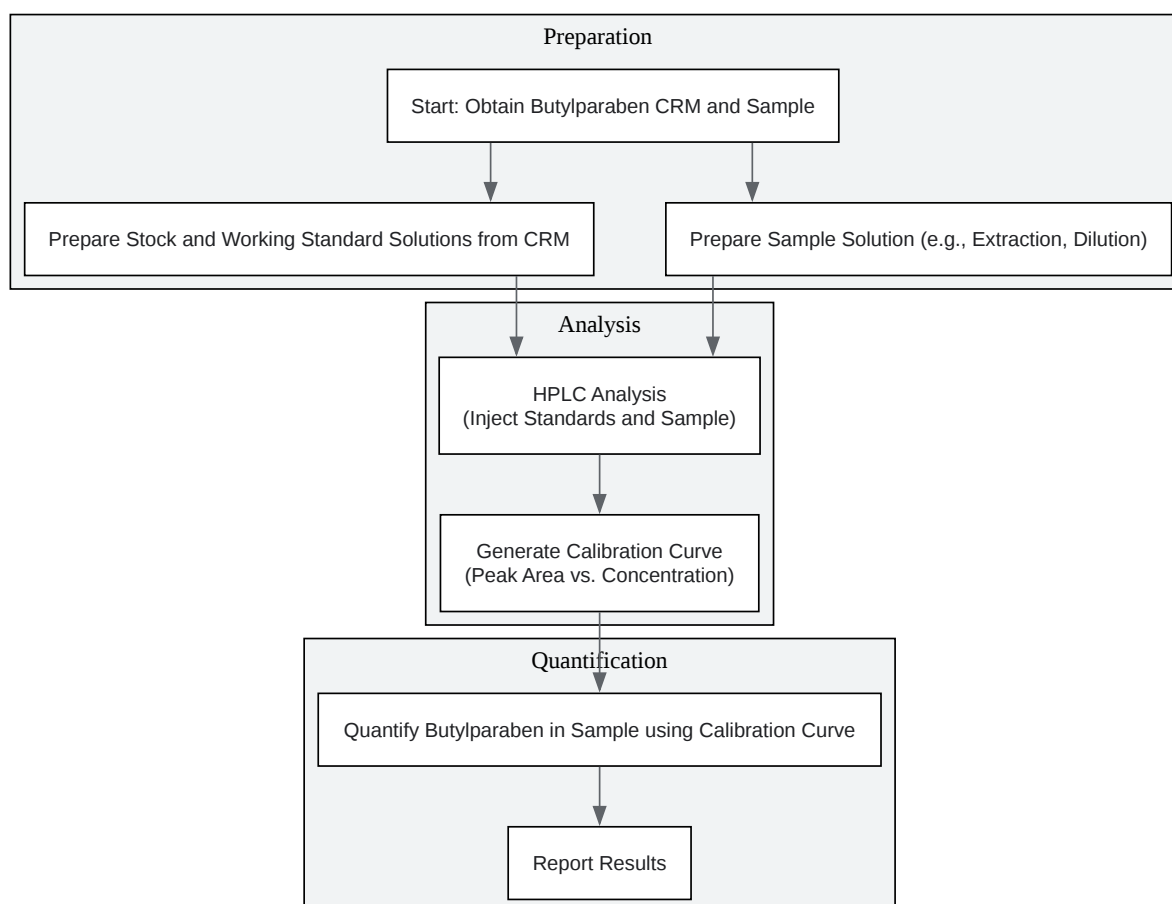 Preparation
Start: Obtain Butylparaben CRM and Sample
Prepare Stock and Working Standard Solutions from CRM
Prepare Sample Solution (e.g., Extraction, Dilution)
Analysis
HPLC Analysis
(Inject Standards and Sample)
Generate Calibration Curve
(Peak Area vs. Concentration)
Quantification
Quantify Butylparaben in Sample using Calibration Curve
Report Results